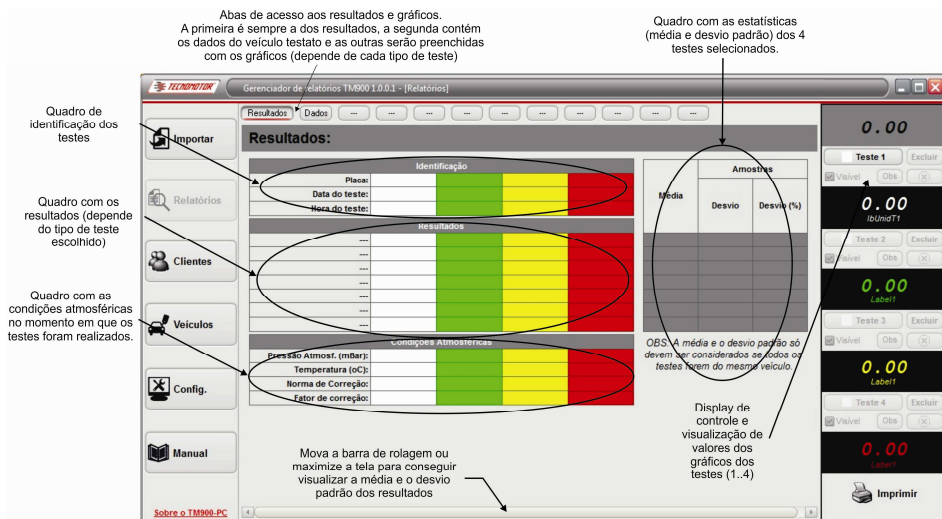 Abas de acesso aos resultados e gráficos.
A primeira é sempre a dos resultados, a segunda contém
os dados do veículo testato e as outras serão preenchidas
com os gráficos (depende de cada tipo de teste)
Quadro com as estatísticas
(média e desvio padrão) dos 4
testes selecionados.
TECNOMOTOR
Gerenciador de relatórios TM900 1.0.0.1 - [Relatórios]
Quadro de
identificação dos
testes
Quadro com os
resultados (depende
do tipo de teste
escolhido)
Quadro com as
condições atmosféricas
no momento em que os
testes foram realizados.
Importar
Relatórios
Clientes
Veículos
Config.
Manual
Sobre o TM900-PC
Resultados Dados --- --- --- --- --- --- --- --- --- ---
Resultados:
Identificação
Placa:
Data do teste:
Hora do teste:
Resultados
---
---
---
---
---
---
---
Condições Atmosféricas
Pressão Atmosf. (mBar):
Temperatura (oC):
Norma de Correção:
Fator de correção:
Amostras
Média
Desvio
Desvio (%)
OBS. A média e o desvio padrão só
devem ser considerados se todos os
testes forem do mesmo veículo.
Display de
controle e
visualização de
valores dos
gráficos dos
testes (1..4)
Mova a barra de rolagem ou
maximize a tela para conseguir
visualizar a média e o desvio
padrão dos resultados
0.00
Teste 1 Excluir
Visível Obs
0.00
lbUnidT1
Teste 2 Excluir
Visível Obs
0.00
Label1
Teste 3 Excluir
Visível Obs
0.00
Label1
Teste 4 Excluir
Visível Obs
0.00
Label1
Imprimir